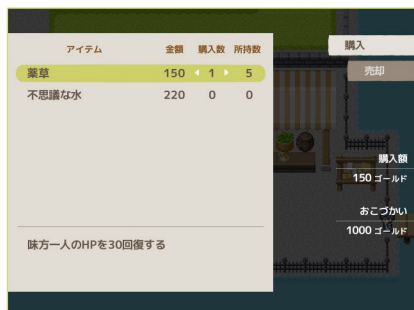 アイテム 金額 購入数 所持数
薬草 150 1 5
不思議な水 220 0 0
味方一人のHPを30回復する
購入
売却
購入額
150 ゴールド
おこづかい
1000 ゴールド